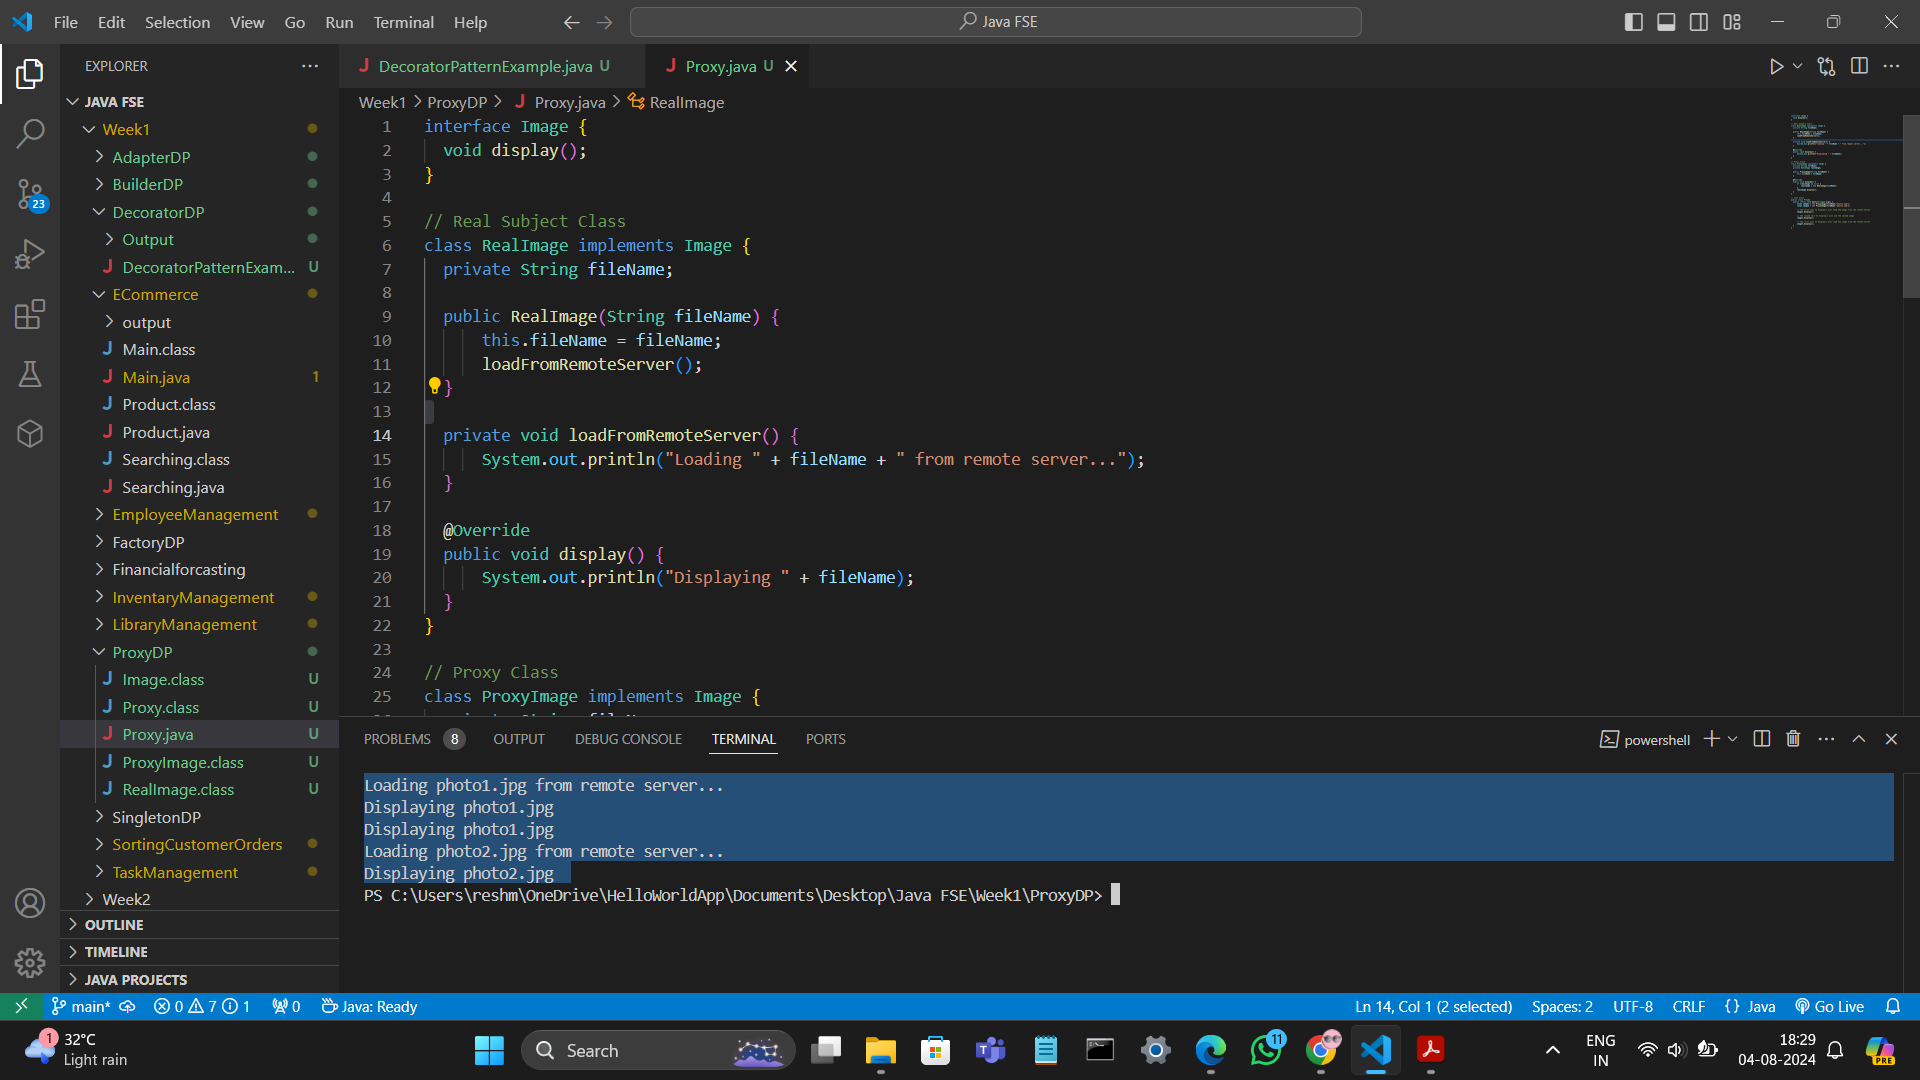 File Edit Selection View Go Run Terminal Help
Java FSE
EXPLORER
JAVA FSE
Week1
AdapterDP
BuilderDP
DecoratorDP
Output
DecoratorPatternExam... U
ECommerce
output
Main.class
Main.java 1
Product.class
Product.java
Searching.class
Searching.java
EmployeeManagement
FactoryDP
Financialforcasting
InventaryManagement
LibraryManagement
ProxyDP
Image.class U
Proxy.class U
Proxy.java U
ProxyImage.class U
RealImage.class U
SingletonDP
SortingCustomerOrders
TaskManagement
Week2
OUTLINE
TIMELINE
JAVA PROJECTS
23
DecoratorPatternExample.java U
Proxy.java U
Week1 > ProxyDP > Proxy.java > RealImage
1 interface Image {
2 void display();
3 }
4
5 // Real Subject Class
6 class RealImage implements Image {
7 private String fileName;
8
9 public RealImage(String fileName) {
10 this.fileName = fileName;
11 loadFromRemoteServer();
12 }
13
14 private void loadFromRemoteServer() {
15 System.out.println("Loading " + fileName + " from remote server...");
16 }
17
18 @Override
19 public void display() {
20 System.out.println("Displaying " + fileName);
21 }
22 }
23
24 // Proxy Class
25 class ProxyImage implements Image {
PROBLEMS 8 OUTPUT DEBUG CONSOLE TERMINAL PORTS
powershell
Loading photo1.jpg from remote server...
Displaying photo1.jpg
Displaying photo1.jpg
Loading photo2.jpg from remote server...
Displaying photo2.jpg
PS C:\Users\reshm\OneDrive\HelloWorldApp\Documents\Desktop\Java FSE\Week1\ProxyDP>
main* 0 7 1 0 Java: Ready
Ln 14, Col 1 (2 selected) Spaces: 2 UTF-8 CRLF {} Java Go Live
1
32°C
Light rain
Search
11
PRE
ENG
IN
18:29
04-08-2024